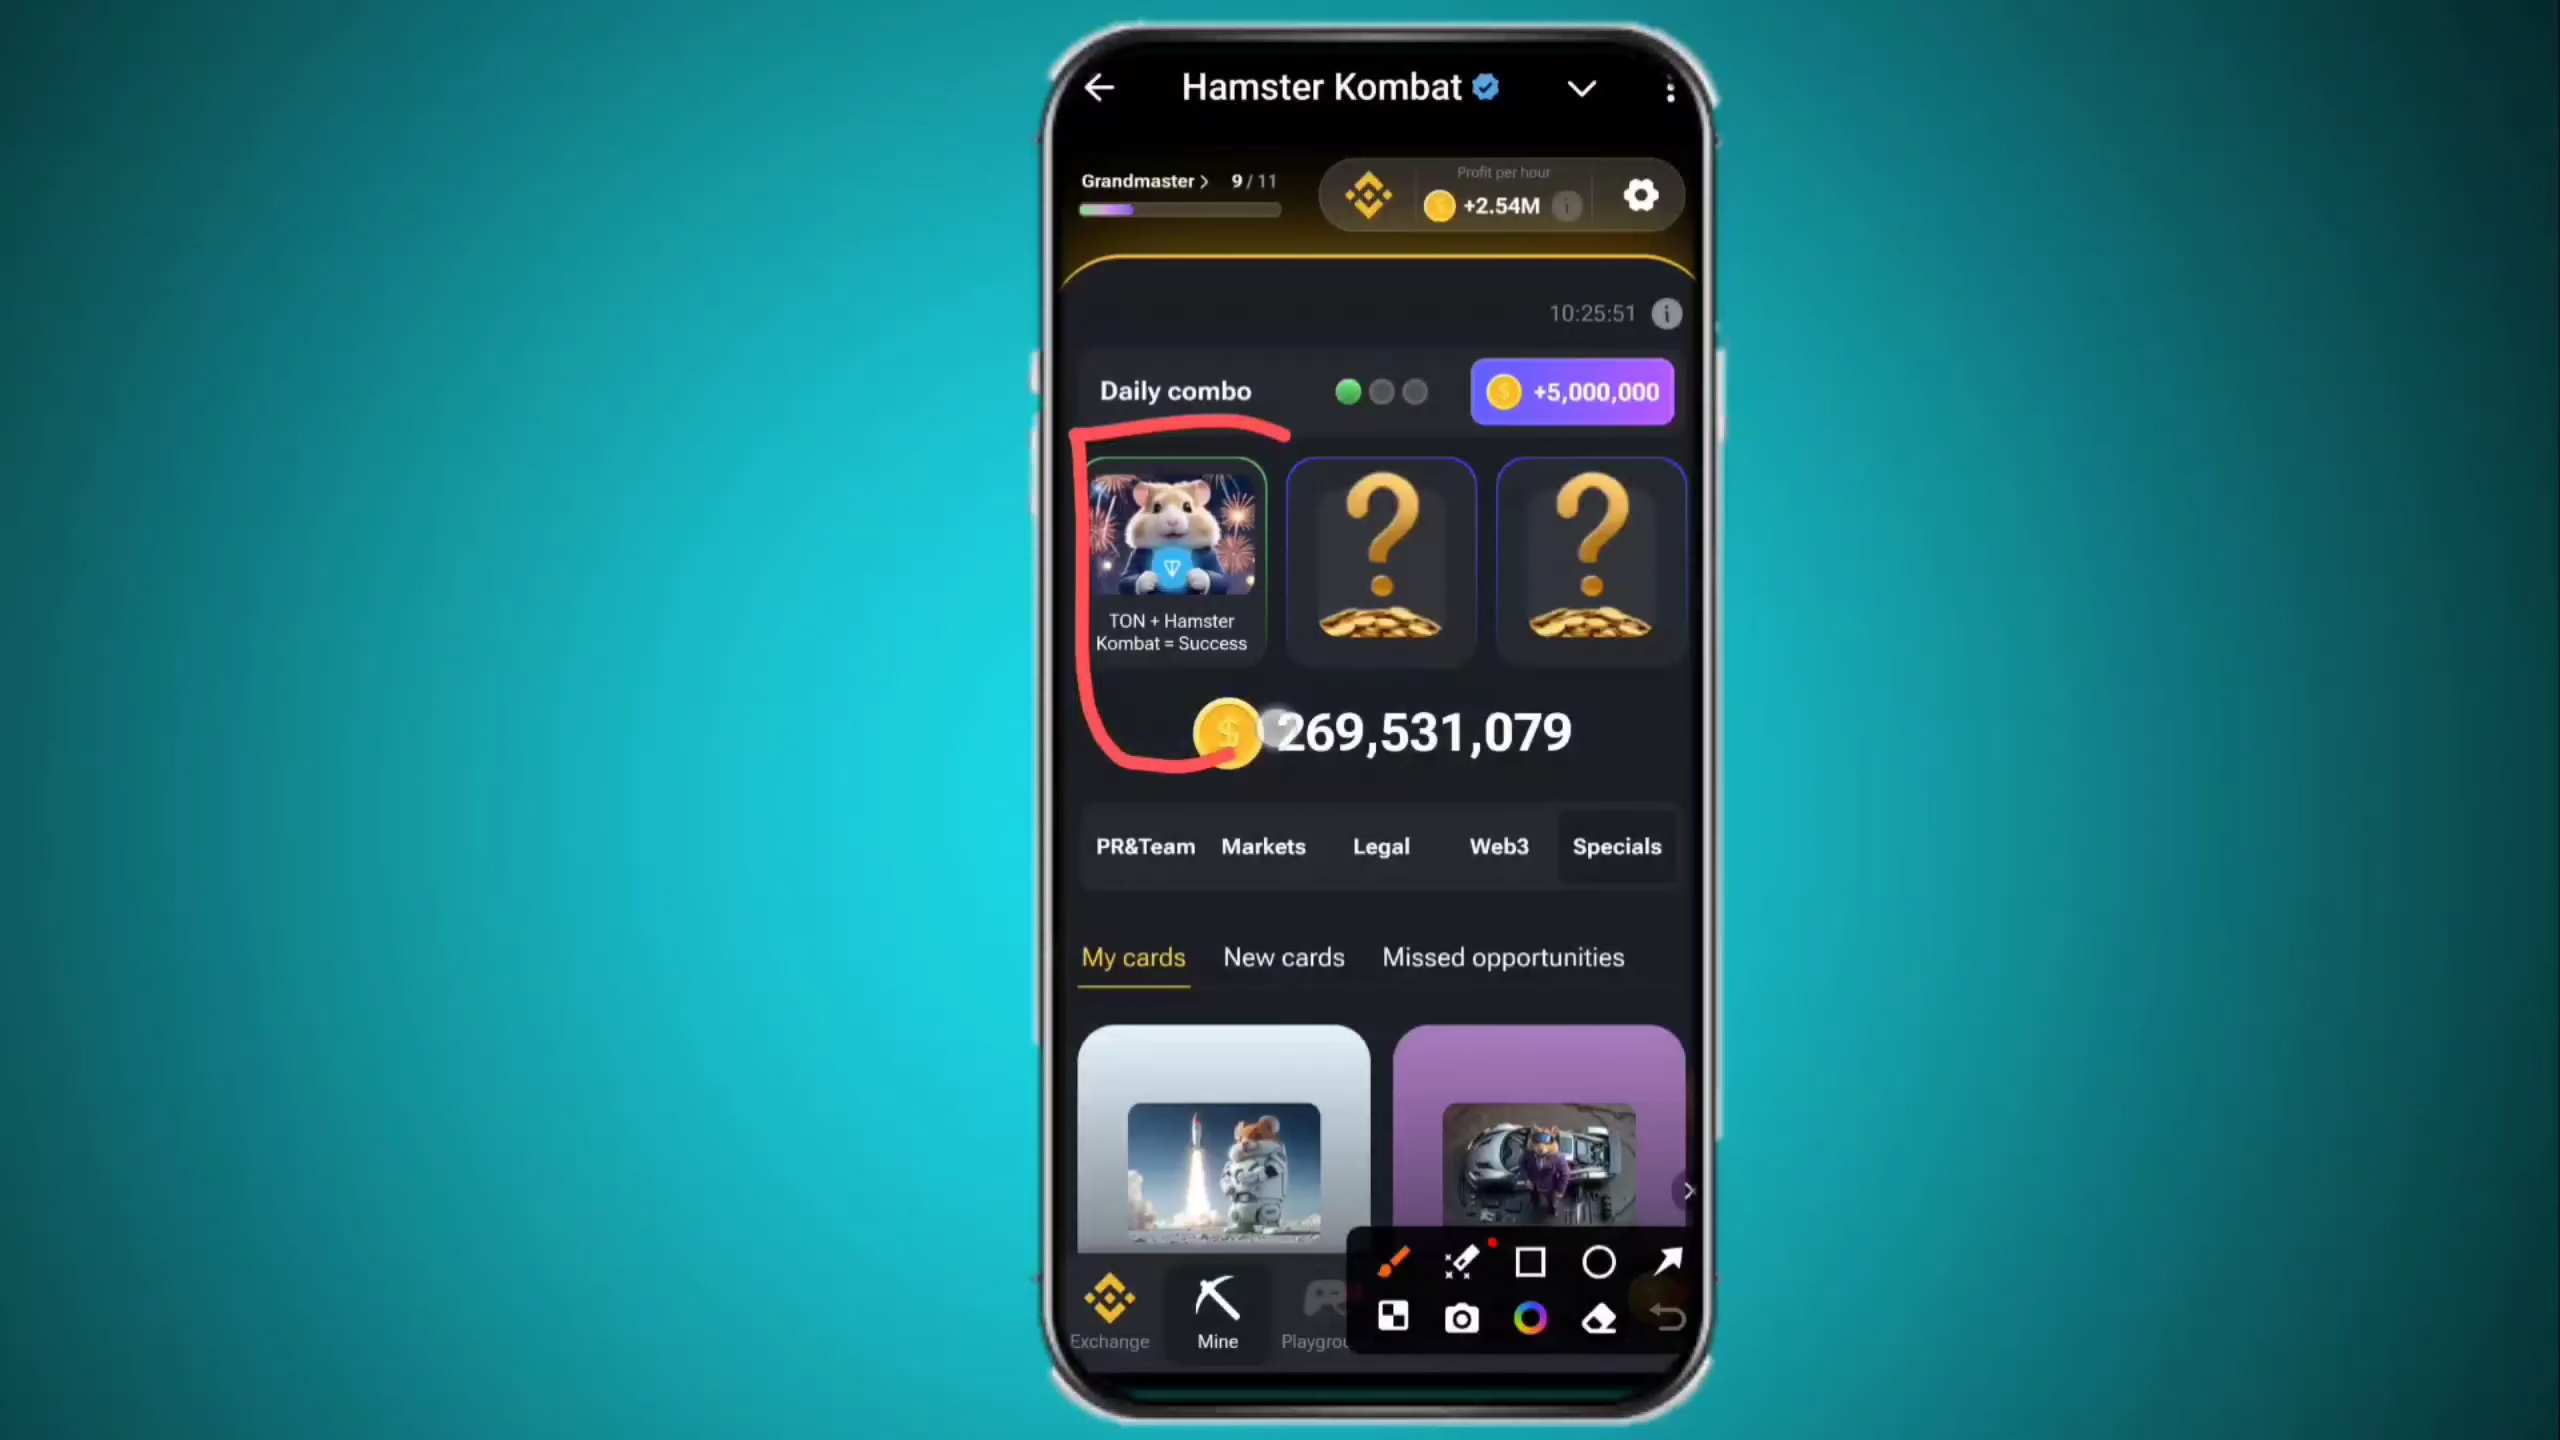 Hamster Kombat
Grandmaster > 9 / 11
Profit per hour
+2.54M
10:25:51
Daily combo
+5,000,000
TON + Hamster
Kombat = Success
269,531,079
PR&Team Markets Legal Web3 Specials
My cards New cards Missed opportunities
Exchange Mine Playgrou